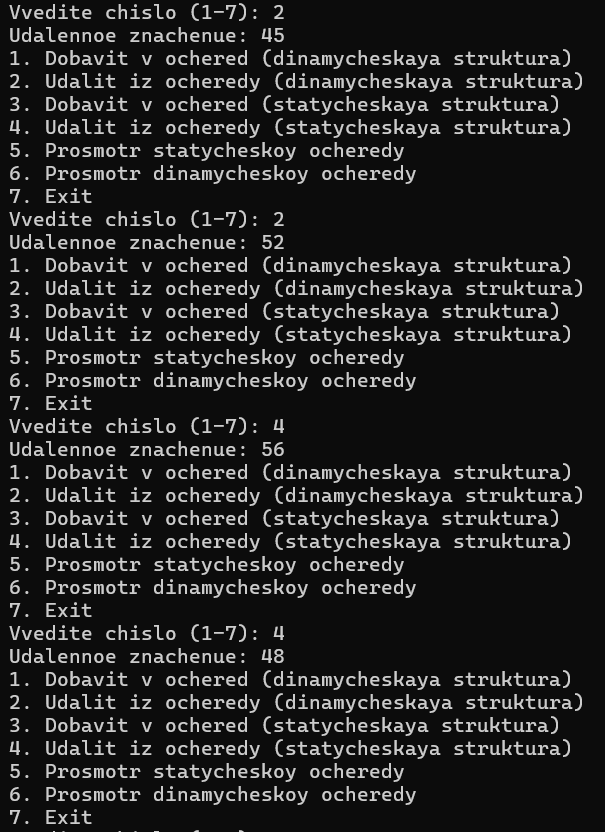 Vvedite chislo (1-7): 2
Udalennoe znachenue: 45
1. Dobavit v ochered (dinamycheskaya struktura)
2. Udalit iz ocheredy (dinamycheskaya struktura)
3. Dobavit v ochered (statycheskaya struktura)
4. Udalit iz ocheredy (statycheskaya struktura)
5. Prosmotr statycheskoy ocheredy
6. Prosmotr dinamycheskoy ocheredy
7. Exit
Vvedite chislo (1-7): 2
Udalennoe znachenue: 52
1. Dobavit v ochered (dinamycheskaya struktura)
2. Udalit iz ocheredy (dinamycheskaya struktura)
3. Dobavit v ochered (statycheskaya struktura)
4. Udalit iz ocheredy (statycheskaya struktura)
5. Prosmotr statycheskoy ocheredy
6. Prosmotr dinamycheskoy ocheredy
7. Exit
Vvedite chislo (1-7): 4
Udalennoe znachenue: 56
1. Dobavit v ochered (dinamycheskaya struktura)
2. Udalit iz ocheredy (dinamycheskaya struktura)
3. Dobavit v ochered (statycheskaya struktura)
4. Udalit iz ocheredy (statycheskaya struktura)
5. Prosmotr statycheskoy ocheredy
6. Prosmotr dinamycheskoy ocheredy
7. Exit
Vvedite chislo (1-7): 4
Udalennoe znachenue: 48
1. Dobavit v ochered (dinamycheskaya struktura)
2. Udalit iz ocheredy (dinamycheskaya struktura)
3. Dobavit v ochered (statycheskaya struktura)
4. Udalit iz ocheredy (statycheskaya struktura)
5. Prosmotr statycheskoy ocheredy
6. Prosmotr dinamycheskoy ocheredy
7. Exit